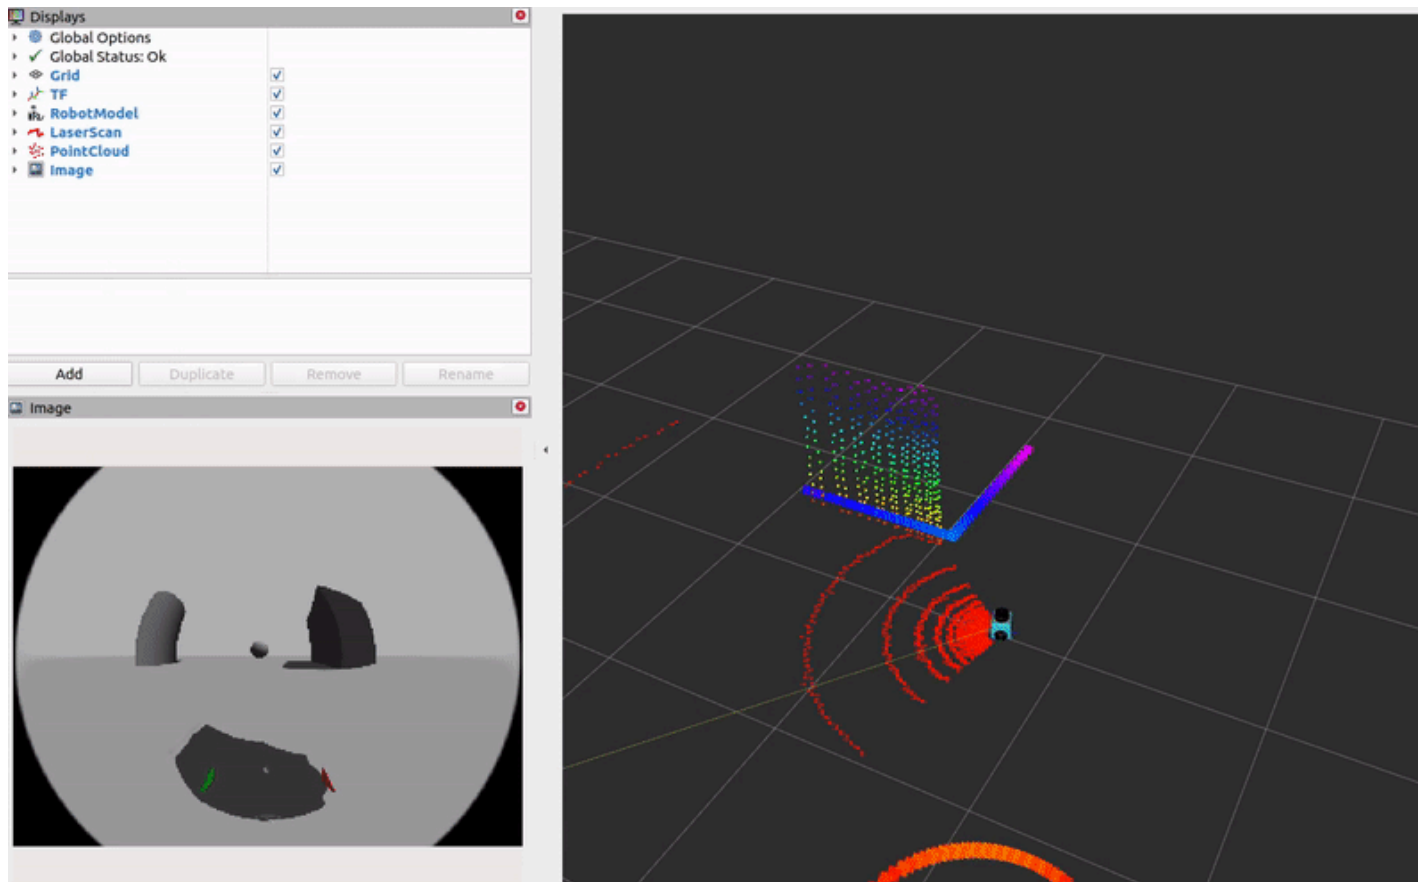 Displays
Global Options
Global Status: Ok
Grid
TF
RobotModel
LaserScan
PointCloud
Image
Add Duplicate Remove Rename
Image